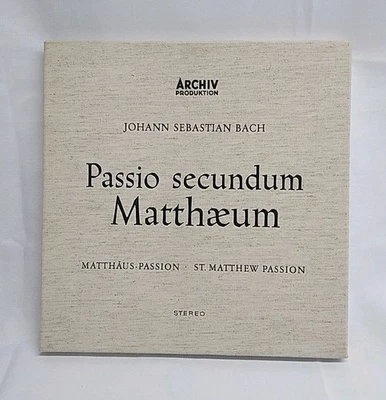 ARCHIV
PRODUKTION
JOHANN SEBASTIAN BACH
Passio secundum
Matthæum
MATTHÄUS-PASSION · ST. MATTHEW PASSION
STEREO